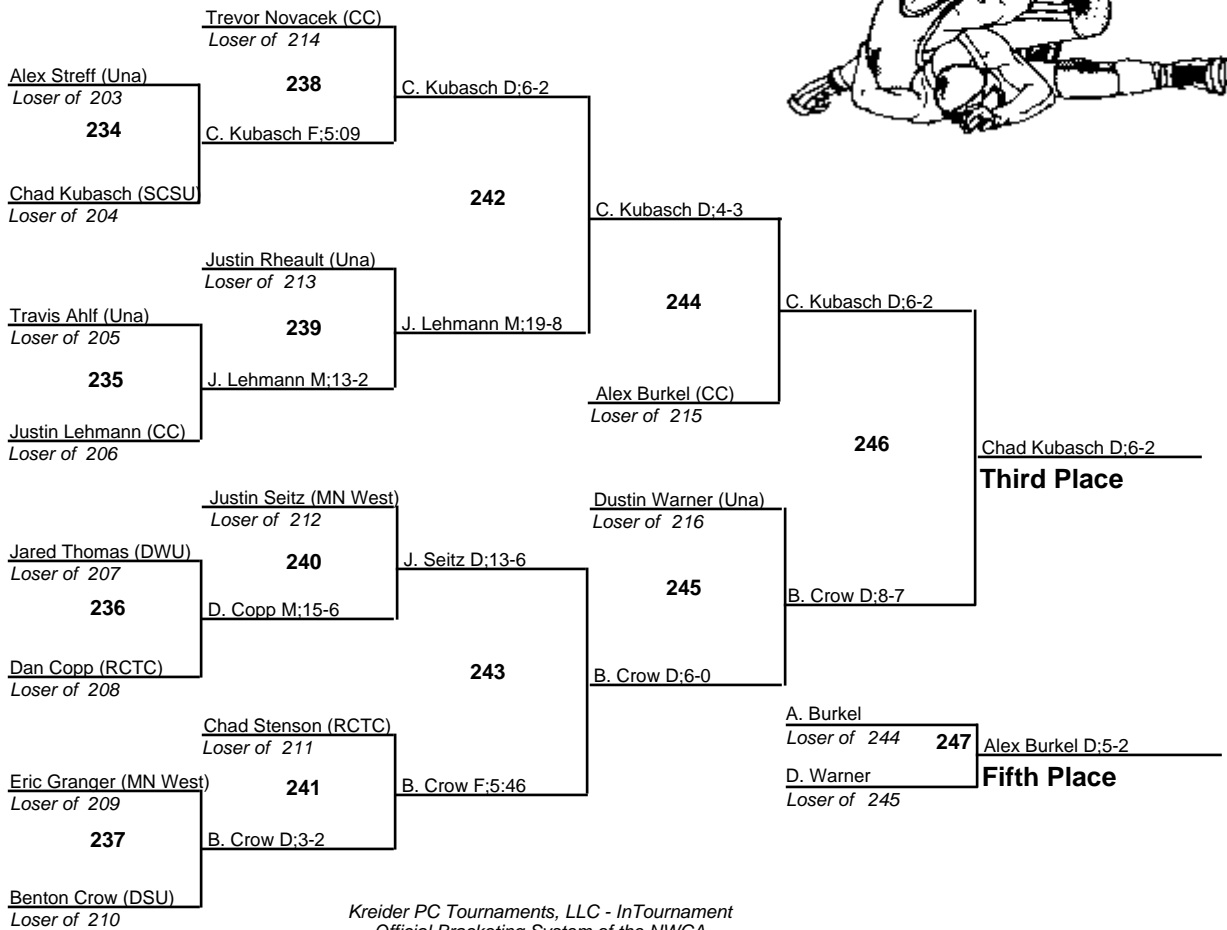 Trevor Novacek (CC)
Loser of 214
Alex Streff (Una)
Loser of 203
238
C. Kubasch D;6-2
234
C. Kubasch F;5:09
Chad Kubasch (SCSU)
Loser of 204
242
C. Kubasch D;4-3
Justin Rheault (Una)
Loser of 213
Travis Ahlf (Una)
Loser of 205
239
J. Lehmann M;19-8
244
C. Kubasch D;6-2
235
J. Lehmann M;13-2
Alex Burkel (CC)
Loser of 215
Justin Lehmann (CC)
Loser of 206
246
Chad Kubasch D;6-2
Third Place
Justin Seitz (MN West)
Loser of 212
Dustin Warner (Una)
Loser of 216
Jared Thomas (DWU)
Loser of 207
240
J. Seitz D;13-6
236
D. Copp M;15-6
245
B. Crow D;8-7
Dan Copp (RCTC)
Loser of 208
243
B. Crow D;6-0
Chad Stenson (RCTC)
Loser of 211
A. Burkel
Loser of 244
247
Alex Burkel D;5-2
Fifth Place
D. Warner
Loser of 245
Eric Granger (MN West)
Loser of 209
241
B. Crow F;5:46
237
B. Crow D;3-2
Benton Crow (DSU)
Loser of 210
Kreider PC Tournaments, LLC - InTournament
Official Bracketing System of the NWCA